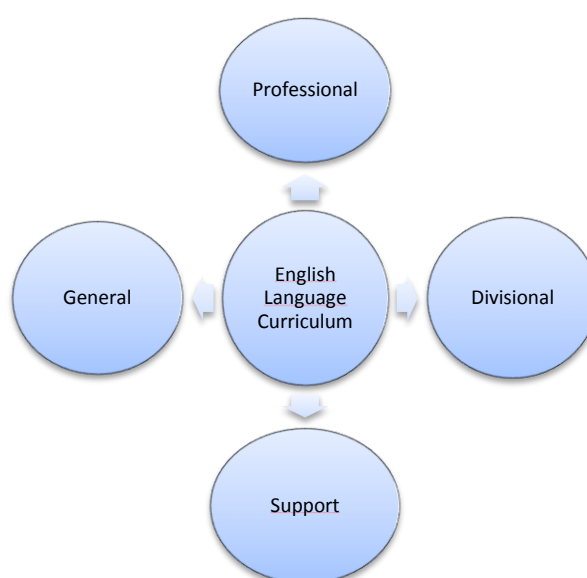 Professional
General
English
Language
Curriculum
Divisional
Support